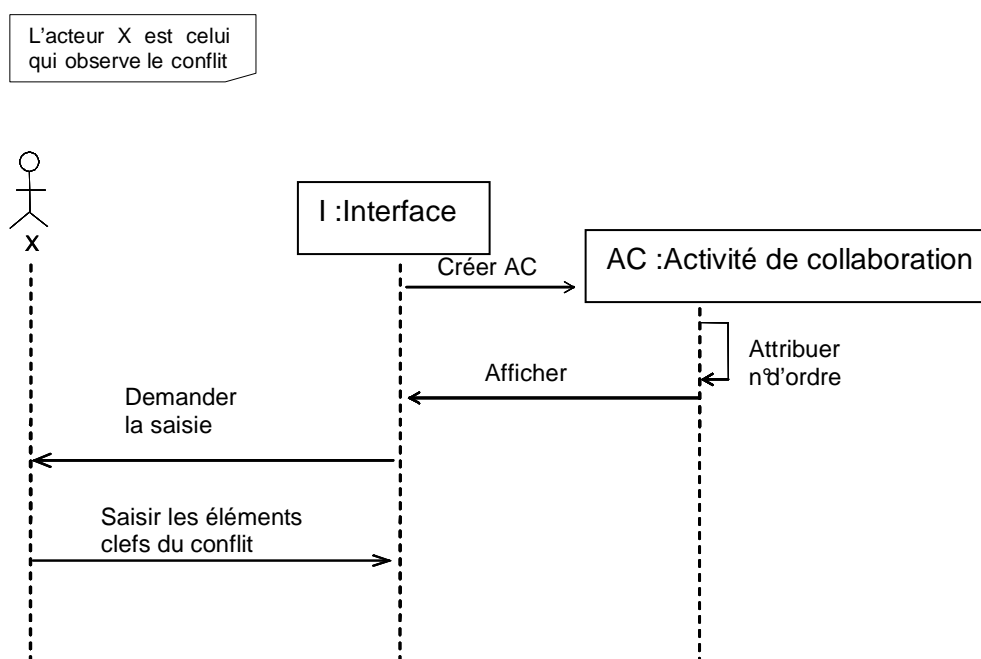 L'acteur X est celui
qui observe le conflit
X
I :Interface
Créer AC
AC :Activité de collaboration
Attribuer
n°d'ordre
Afficher
Demander
la saisie
Saisir les éléments
clefs du conflit